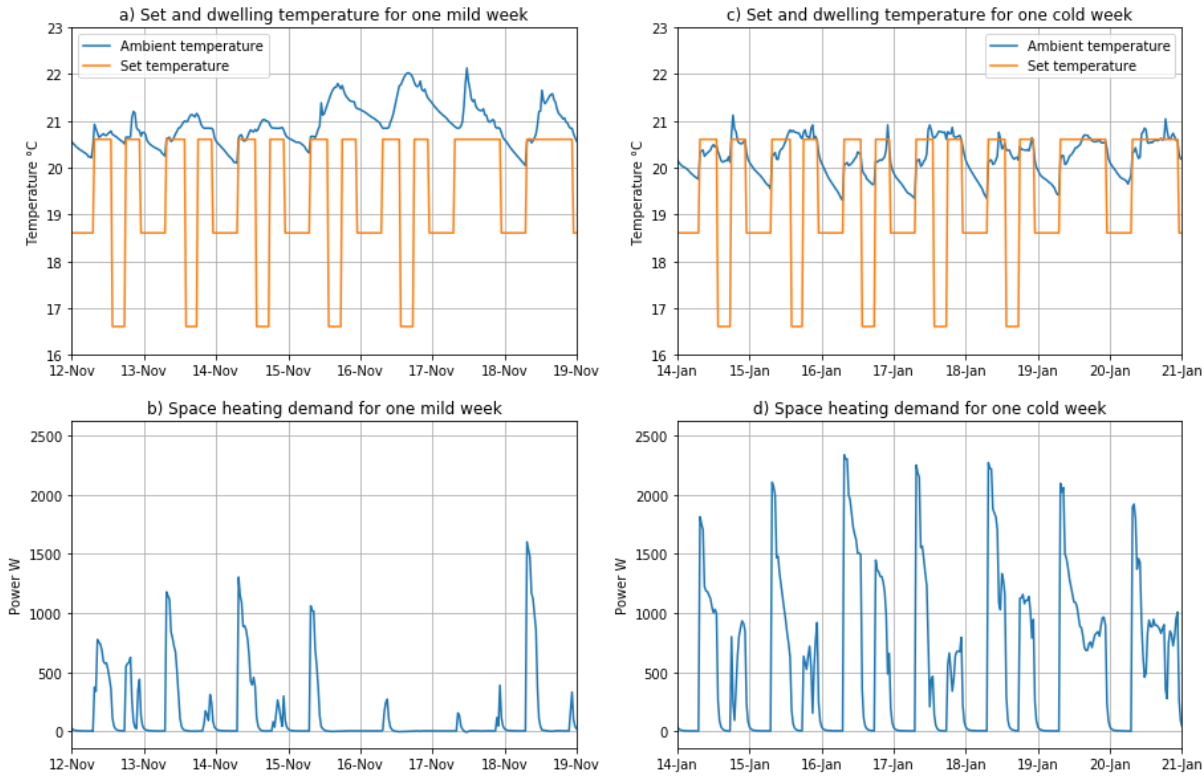 a) Set and dwelling temperature for one mild week
23
22
21
20
19
18
17
16
Temperature °C
Ambient temperature
Set temperature
12-Nov 13-Nov 14-Nov 15-Nov 16-Nov 17-Nov 18-Nov 19-Nov
c) Set and dwelling temperature for one cold week
23
22
21
20
19
18
17
16
Temperature °C
Ambient temperature
Set temperature
14-Jan 15-Jan 16-Jan 17-Jan 18-Jan 19-Jan 20-Jan 21-Jan
b) Space heating demand for one mild week
2500
2000
1500
1000
500
0
Power W
12-Nov 13-Nov 14-Nov 15-Nov 16-Nov 17-Nov 18-Nov 19-Nov
d) Space heating demand for one cold week
2500
2000
1500
1000
500
0
Power W
14-Jan 15-Jan 16-Jan 17-Jan 18-Jan 19-Jan 20-Jan 21-Jan